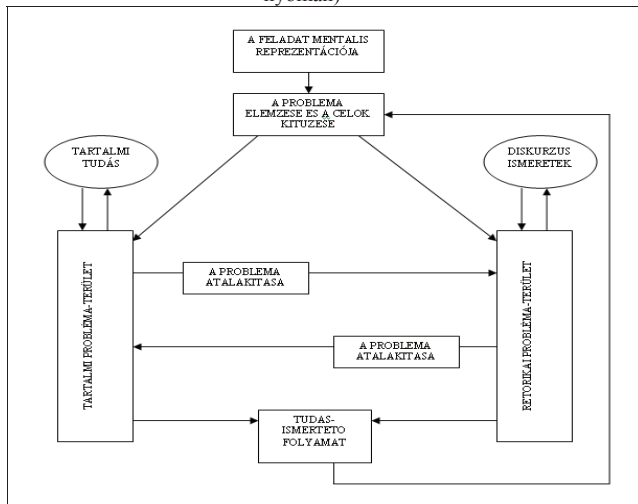 nyomán)
A FELADAT MENTALIS
REPREZENTÁCIÓJA
A PROBLEMA
ELEMZESE ES A CELOK
KITUZESE
TARTALMI
TUDÁS
DISKURZUS
ISMERETEK
TARTALMI PROBLÉMA-TERÜLET
A PROBLEMA
ATALAKITASA
RETORIKAI PROBLÉMA-TERÜLET
A PROBLEMA
ATALAKITASA
TUDAS-
ISMERTETO
FOLYAMAT